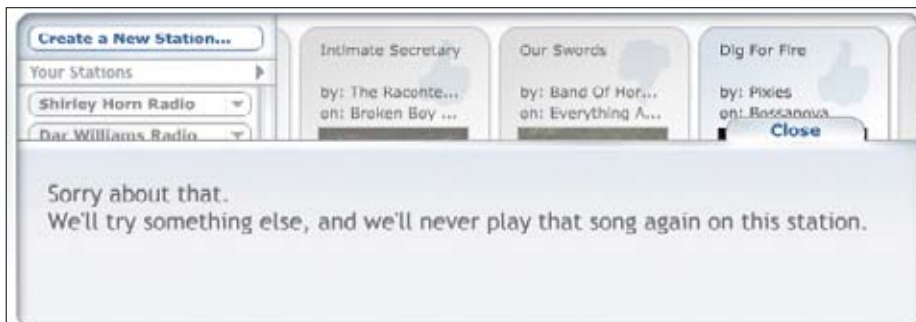 Create a New Station...
Your Stations
Shirley Horn Radio
Dar Williams Radio
Intimate Secretary
by: The Raconte...
on: Broken Boy ...
Our Swords
by: Band Of Hor...
on: Everything A...
Dig For Fire
by: Pixies
on: Bossanova
Close
Sorry about that.
We'll try something else, and we'll never play that song again on this station.